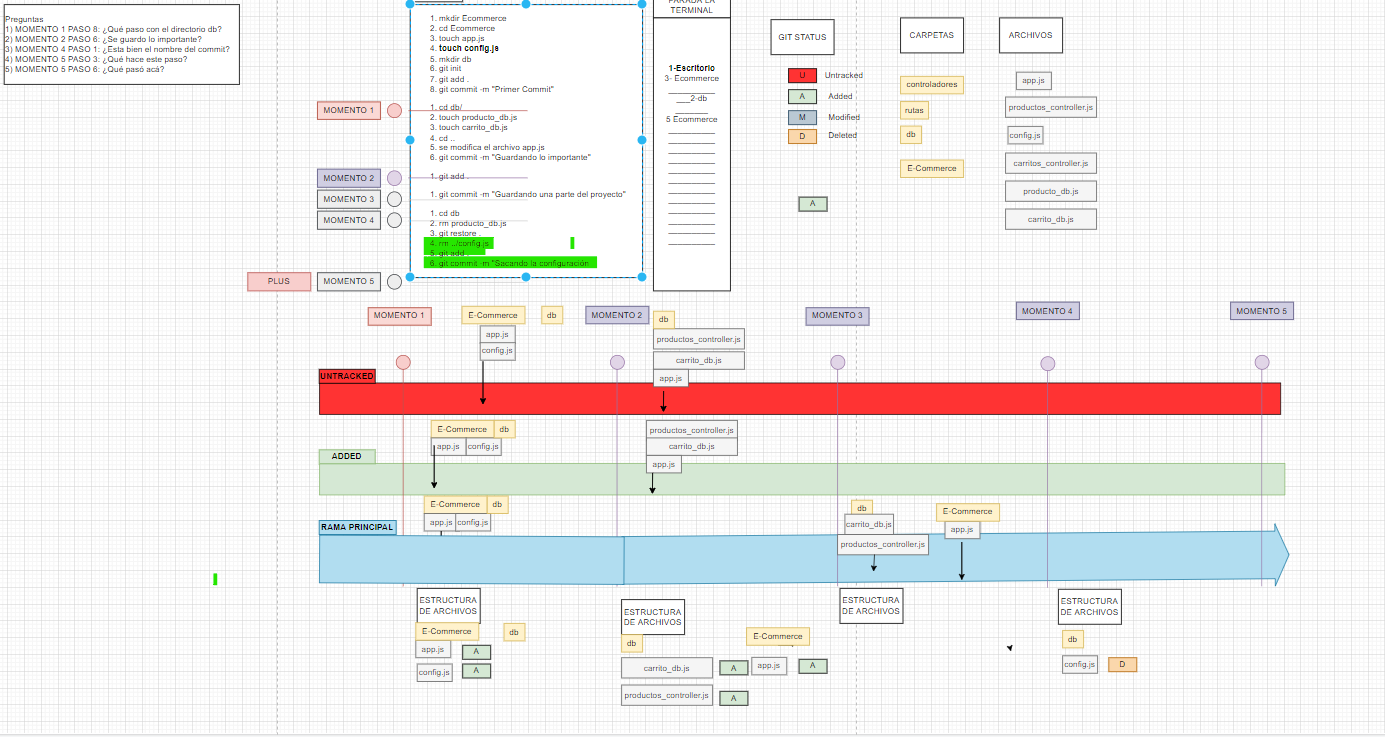 Preguntas
1) MOMENTO 1 PASO 8: ¿Qué paso con el directorio db?
2) MOMENTO 2 PASO 6: ¿Se guardo lo importante?
3) MOMENTO 4 PASO 1: ¿Esta bien el nombre del commit?
4) MOMENTO 5 PASO 3: ¿Qué hace este paso?
5) MOMENTO 5 PASO 6: ¿Qué pasó acá?
1. mkdir Ecommerce
2. cd Ecommerce
3. touch app.js
4. touch config.js
5. mkdir db
6. git init
7. git add .
8. git commit -m "Primer Commit"
MOMENTO 1
1. cd db/
2. touch producto_db.js
3. touch carrito_db.js
4. cd ..
5. se modifica el archivo app.js
6. git commit -m "Guardando lo importante"
MOMENTO 2
1. git add .
MOMENTO 3
1. git commit -m "Guardando una parte del proyecto"
MOMENTO 4
1. cd db
2. rm producto_db.js
3. git restore .
4. rm ../config.js
5. git add .
6. git commit -m "Sacando la configuración
PLUS
MOMENTO 5
PARADA LA
TERMINAL
1-Escritorio
3- Ecommerce
___2-db
5 Ecommerce
GIT STATUS
U Untracked
A Added
M Modified
D Deleted
A
CARPETAS
controladores
rutas
db
E-Commerce
ARCHIVOS
app.js
productos_controller.js
config.js
carritos_controller.js
producto_db.js
carrito_db.js
MOMENTO 1
E-Commerce
db
app.js
config.js
MOMENTO 2
db
productos_controller.js
carrito_db.js
app.js
MOMENTO 3
MOMENTO 4
MOMENTO 5
UNTRACKED
E-Commerce
db
app.js
config.js
productos_controller.js
carrito_db.js
app.js
ADDED
E-Commerce
db
app.js
config.js
db
carrito_db.js
productos_controller.js
E-Commerce
app.js
RAMA PRINCIPAL
ESTRUCTURA
DE ARCHIVOS
E-Commerce
db
app.js
A
config.js
A
ESTRUCTURA
DE ARCHIVOS
db
E-Commerce
carrito_db.js
A
app.js
A
productos_controller.js
A
ESTRUCTURA
DE ARCHIVOS
ESTRUCTURA
DE ARCHIVOS
db
config.js
D